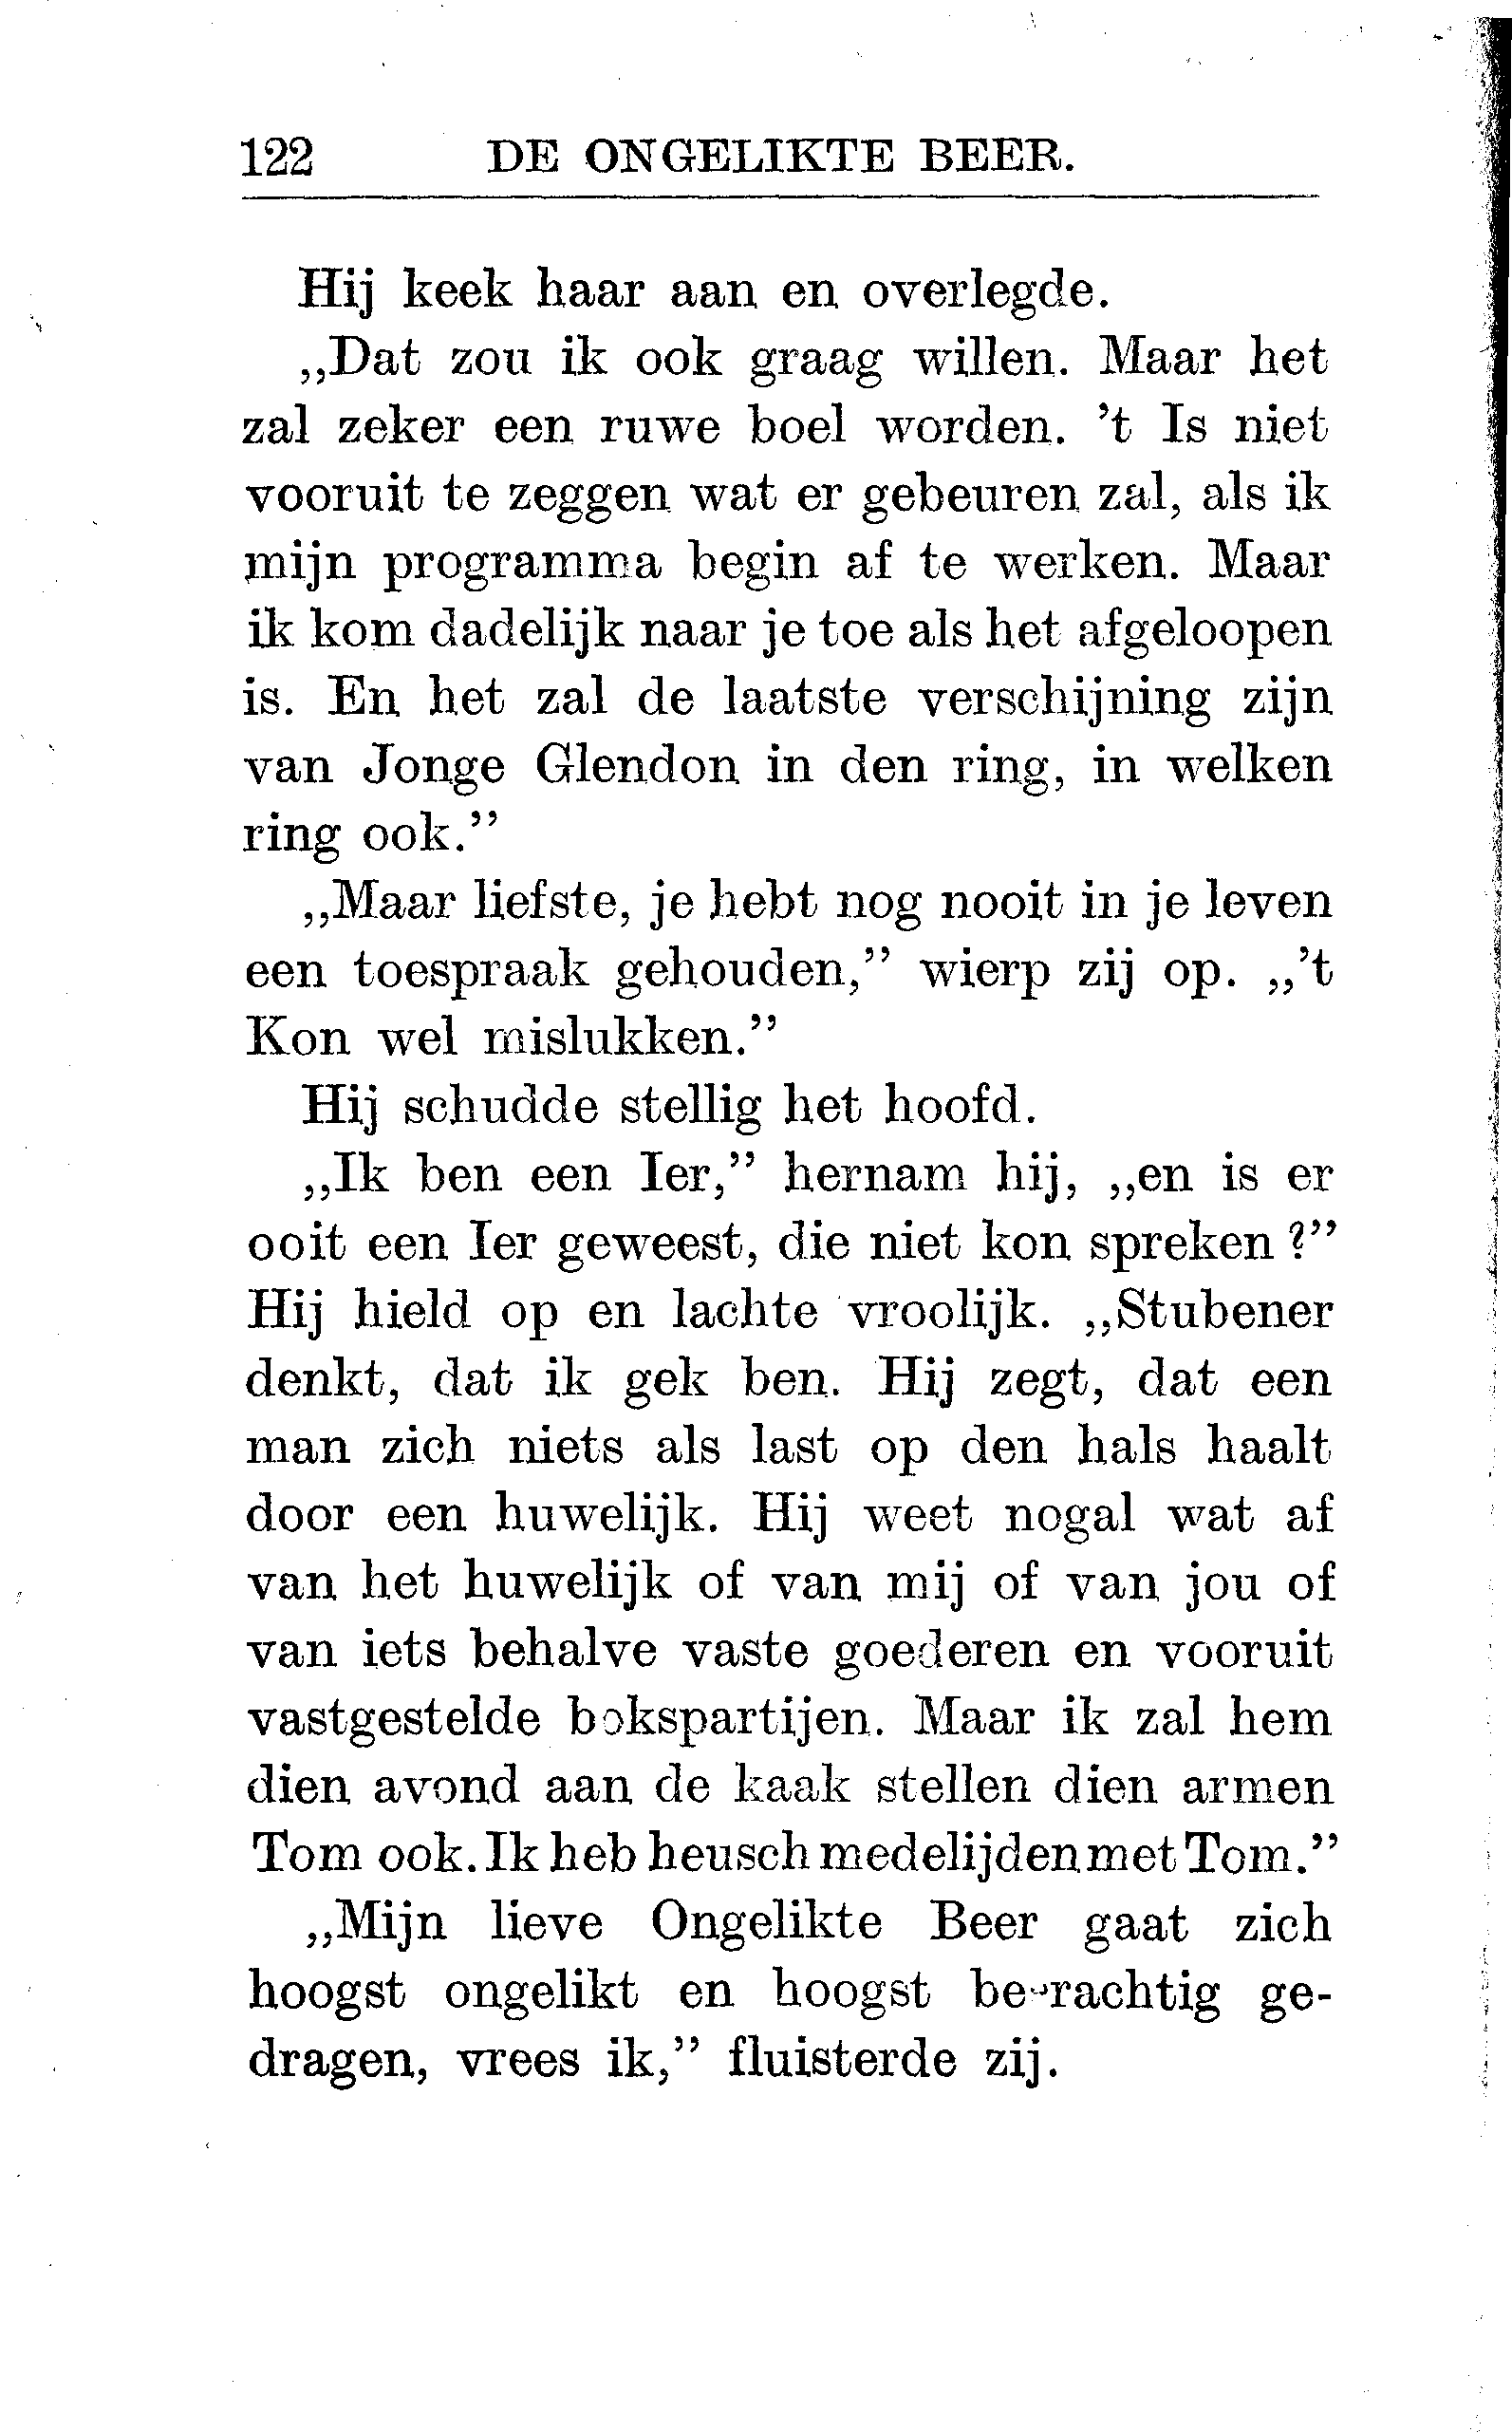 122 DE ONGELIKTE BEER.
Hij keek haar aan en overlegde.
„Dat zou ik ook graag willen. Maar het
zal zeker een ruwe boel worden. ’t Is niet
vooruit te zeggen wat er gebeuren zal, als ik
mijn programma begin af te werken. Maar
ik kom dadelijk naar je toe als het afgeloopen
is. En het zal de laatste verschijning zijn
van Jonge Glendon in den ring, in welken
ring ook.”
„Maar liefste, je hebt nog nooit in je leven
een toespraak gehouden,” wierp zij op. „’t
Kon wel mislukken.”
Hij schudde stellig het hoofd.
„Ik ben een Ier,” hernam hij, „en is er
ooit een Ier geweest, die niet kon spreken?”
Hij hield op en lachte vroolijk. „Stubener
denkt, dat ik gek ben. Hij zegt, dat een
man zich niets als last op den hals haalt
door een huwelijk. Hij weet nogal wat af
van het huwelijk of van mij of van jou of
van iets behalve vaste goederen en vooruit
vastgestelde bokspartijen. Maar ik zal hem
dien avond aan de kaak stellen dien armen
Tom ook. Ik heb heusch medelijden met Tom.”
„Mijn lieve Ongelikte Beer gaat zich
hoogst ongelikt en hoogst ge-
dragen, vrees ik,” fluisterde zij.